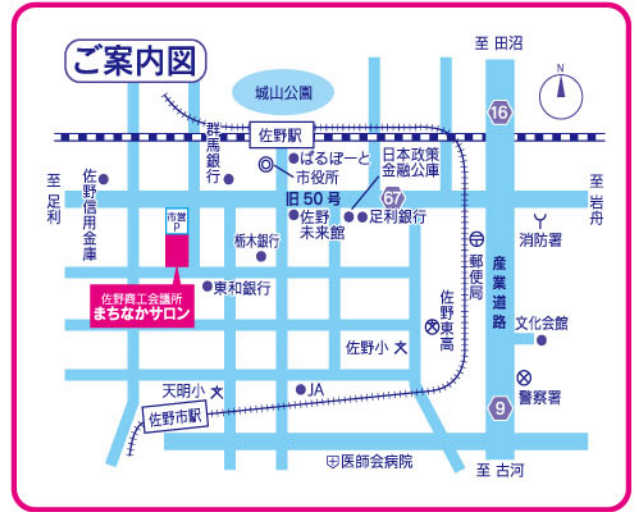 ご案内図
至 田沼
N
城山公園
16
佐野駅
群馬銀行
ぱるぽーと
市役所
日本政策
金融公庫
至 足利
佐野信用金庫
旧50号
67
至 岩舟
市営
P
佐野
未来館
足利銀行
消防署
栃木銀行
郵便局
産業道路
佐野商工会議所
まちなかサロン
東和銀行
佐野東高
文化会館
佐野小
文
天明小
文
JA
警察署
佐野市駅
9
医師会病院
至 古河